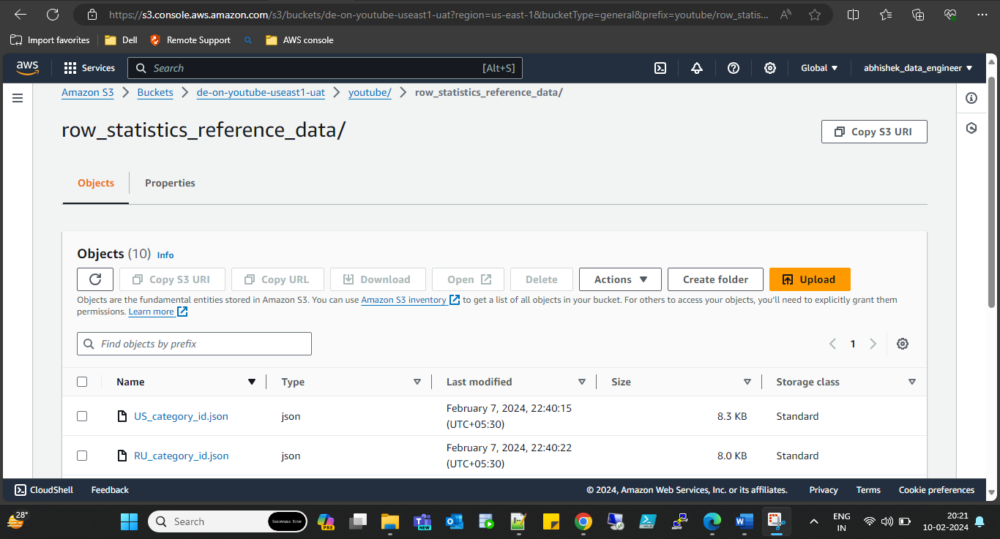 https://s3.console.aws.amazon.com/s3/buckets/de-on-youtube-useast1-uat?region=us-east-1&bucketType=general&prefix=youtube/row_statis...
Import favorites Dell Remote Support AWS console
aws Services Search [Alt+S] Global abhishek_data_engineer
Amazon S3 Buckets de-on-youtube-useast1-uat youtube/ row_statistics_reference_data/
row_statistics_reference_data/
Copy S3 URI
Objects Properties
Objects (10) Info
Copy S3 URI Copy URL Download Open Delete Actions Create folder Upload
Objects are the fundamental entities stored in Amazon S3. You can use Amazon S3 inventory to get a list of all objects in your bucket. For others to access your objects, you'll need to explicitly grant them
permissions. Learn more
Find objects by prefix 1
Name Type Last modified Size Storage class
US_category_id.json json February 7, 2024, 22:40:15 8.3 KB Standard
(UTC+05:30)
RU_category_id.json json February 7, 2024, 22:40:22 8.0 KB Standard
(UTC+05:30)
CloudShell Feedback © 2024, Amazon Web Services, Inc. or its affiliates. Privacy Terms Cookie preferences
28° Search PRE NEW ENG 20:21
IN 10-02-2024